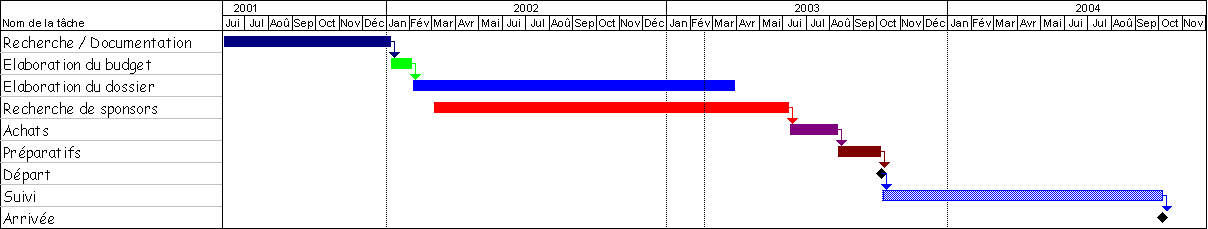 2001 2002 2003 2004
Nom de la tâche Jui Jul Aoû Sep Oct Nov Déc Jan Fév Mar Avr Mai Jui Jul Aoû Sep Oct Nov Déc Jan Fév Mar Avr Mai Jui Jul Aoû Sep Oct Nov Déc Jan Fév Mar Avr Mai Jui Jul Aoû Sep Oct Nov
Recherche / Documentation
Elaboration du budget
Elaboration du dossier
Recherche de sponsors
Achats
Préparatifs
Départ
Suivi
Arrivée